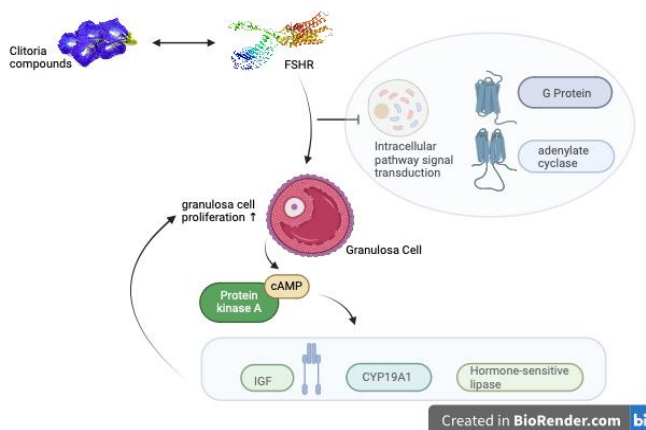 Clitoria
compounds
FSHR
G Protein
Intracellular
pathway signal
transduction
adenylate
cyclase
granulosa cell
proliferation ↑
Granulosa Cell
cAMP
Protein
kinase A
IGF
CYP19A1
Hormone-sensitive
lipase
Created in BioRender.com bi